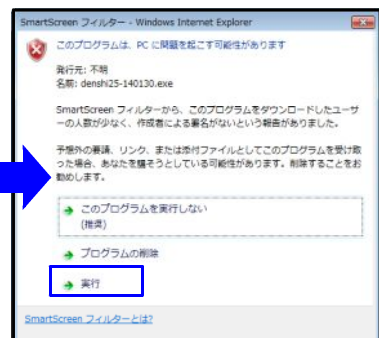 SmartScreen フィルター - Windows Internet Explorer
このプログラムは、PC に問題を起こす可能性があります
発行元: 不明
名前: denshi25-140130.exe
SmartScreen フィルターから、このプログラムをダウンロードしたユーザ
ーの人数が少なく、作成者による署名がないという報告がありました。
予想外の要請、リンク、または添付ファイルとしてこのプログラムを受け取
った場合、あなたを騙そうとしている可能性があります。削除することをお
勧めします。
このプログラムを実行しない
(推奨)
プログラムの削除
実行
SmartScreen フィルターとは?